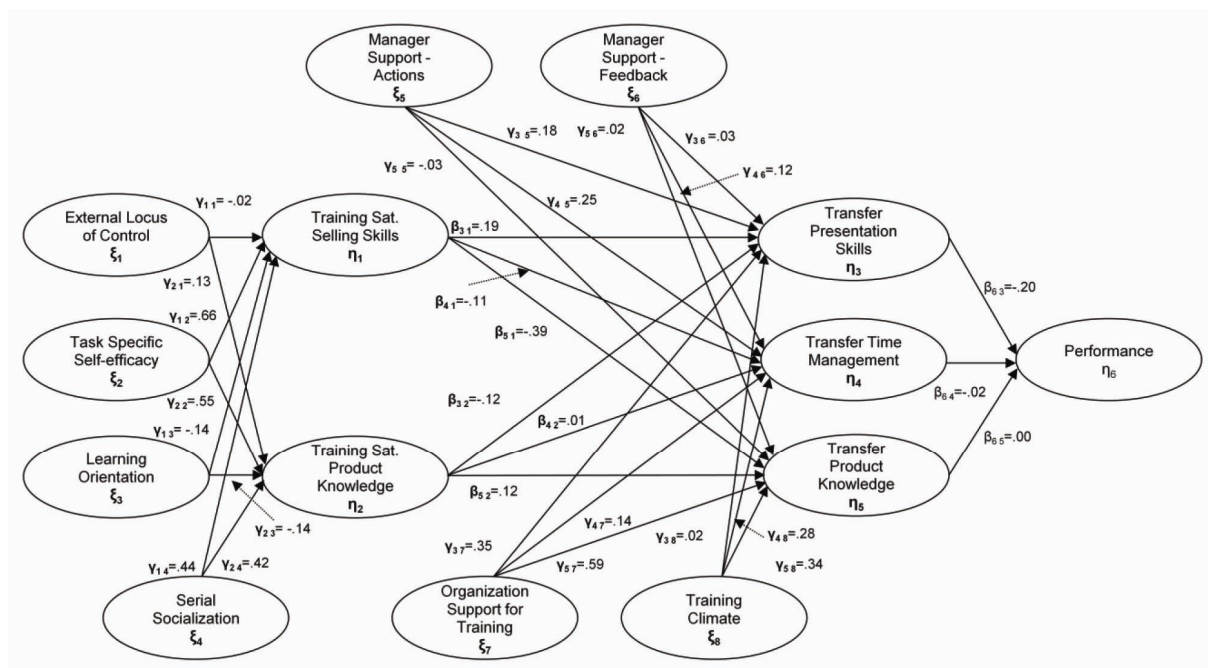 Manager
Support -
Actions
ξ5
Manager
Support -
Feedback
ξ6
γ3 5=.18
γ5 6=.02
γ3 6=.03
γ5 5= -.03
γ4 6=.12
γ1 1= -.02
γ4 5=.25
External Locus
of Control
ξ1
Training Sat.
Selling Skills
η1
β3 1=.19
Transfer
Presentation
Skills
η3
γ2 1=.13
β4 1=-.11
β6 3=-.20
γ1 2=.66
β5 1=-.39
Task Specific
Self-efficacy
ξ2
Transfer Time
Management
η4
Performance
η6
γ2 2=.55
β3 2=-.12
β4 2=.01
β6 4=-.02
γ1 3= -.14
β6 5=.00
Learning
Orientation
ξ3
Training Sat.
Product
Knowledge
η2
β5 2=.12
Transfer
Product
Knowledge
η5
γ2 3= -.14
γ4 7=.14
γ3 8=.02
γ4 8=.28
γ1 4=.44
γ2 4=.42
γ3 7=.35
γ5 7=.59
γ5 8=.34
Serial
Socialization
ξ4
Organization
Support for
Training
ξ7
Training
Climate
ξ8